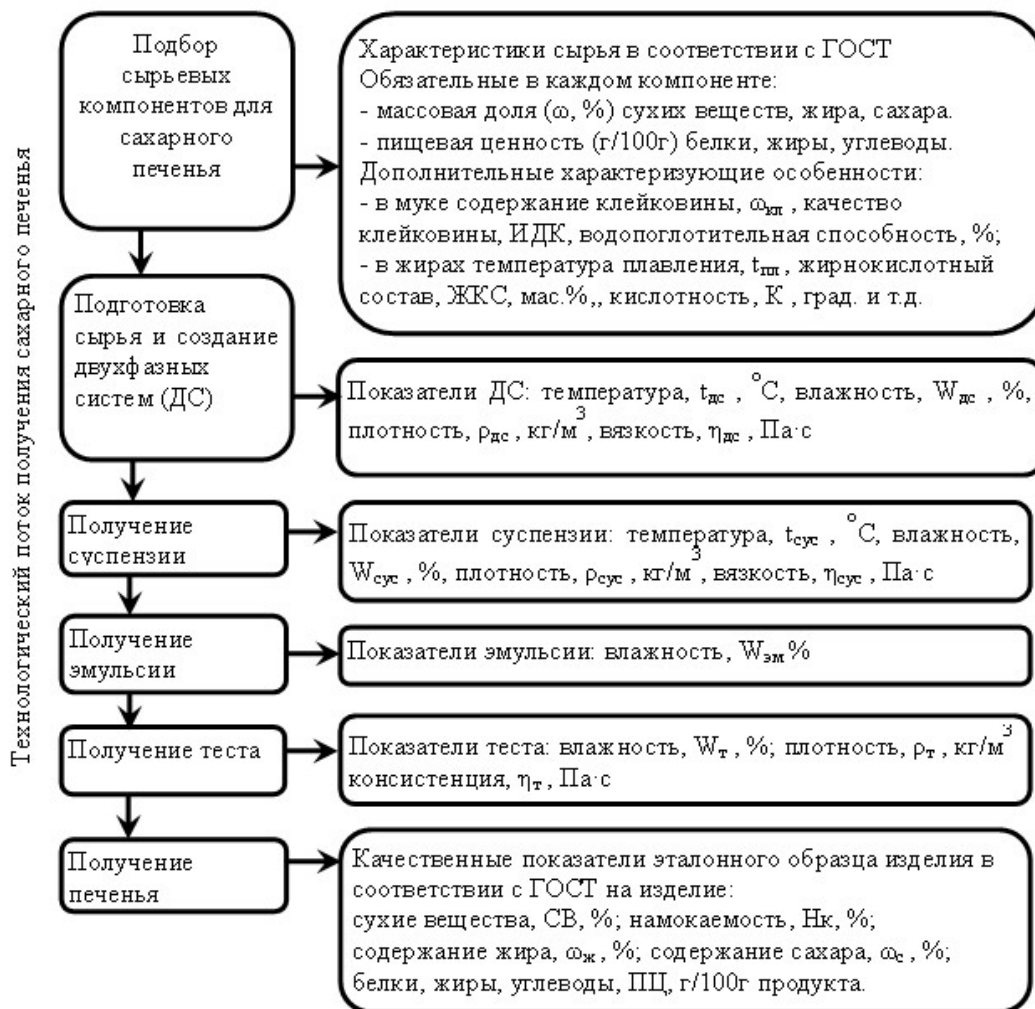 Технологический поток получения сахарного печенья
Подбор
сырьевых
компонентов для
сахарного
печенья
Характеристики сырья в соответствии с ГОСТ
Обязательные в каждом компоненте:
- массовая доля (ω, %) сухих веществ, жира, сахара.
- пищевая ценность (г/100г) белки, жиры, углеводы.
Дополнительные характеризующие особенности:
- в муке содержание клейковины, ωкл , качество
клейковины, ИДК, водопоглотительная способность, %;
- в жирах температура плавления, tпл , жирнокислотный
состав, ЖКС, мас.%,, кислотность, К , град. и т.д.
Подготовка
сырья и создание
двухфазных
систем (ДС)
Показатели ДС: температура, tдс , °С, влажность, Wдс , %,
плотность, ρдс , кг/м³, вязкость, ηдс , Па·с
Получение
суспензии
Показатели суспензии: температура, tсус , °С, влажность,
Wсус , %, плотность, ρсус , кг/м³, вязкость, ηсус , Па·с
Получение
эмульсии
Показатели эмульсии: влажность, Wэм %
Получение теста
Показатели теста: влажность, Wт , %; плотность, ρт , кг/м³
консистенция, ηт , Па·с
Получение
печенья
Качественные показатели эталонного образца изделия в
соответствии с ГОСТ на изделие:
сухие вещества, СВ, %; намокаемость, Нк, %;
содержание жира, ωж , %; содержание сахара, ωс , %;
белки, жиры, углеводы, ПЦ, г/100г продукта.